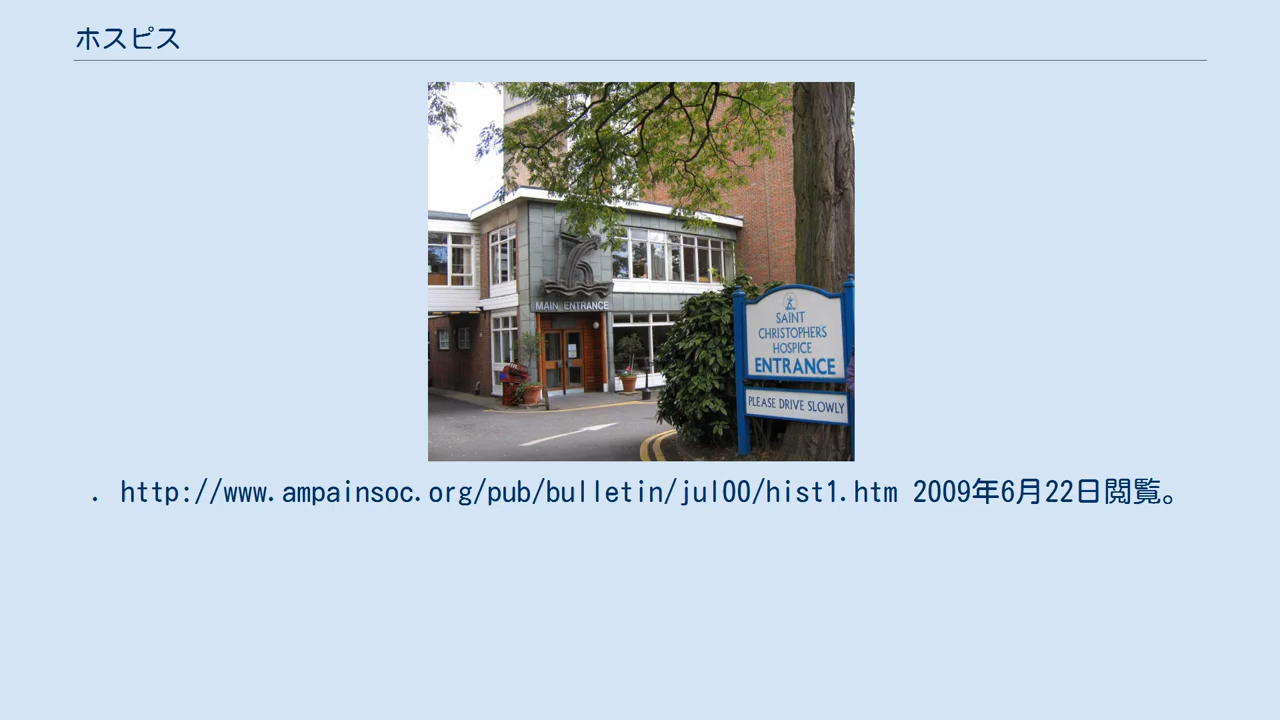 ホスピス
MAIN ENTRANCE
SAINT
CHRISTOPHERS
HOSPICE
ENTRANCE
PLEASE DRIVE SLOWLY
. http://www.ampainsoc.org/pub/bulletin/jul00/hist1.htm 2009年6月22日閲覧。